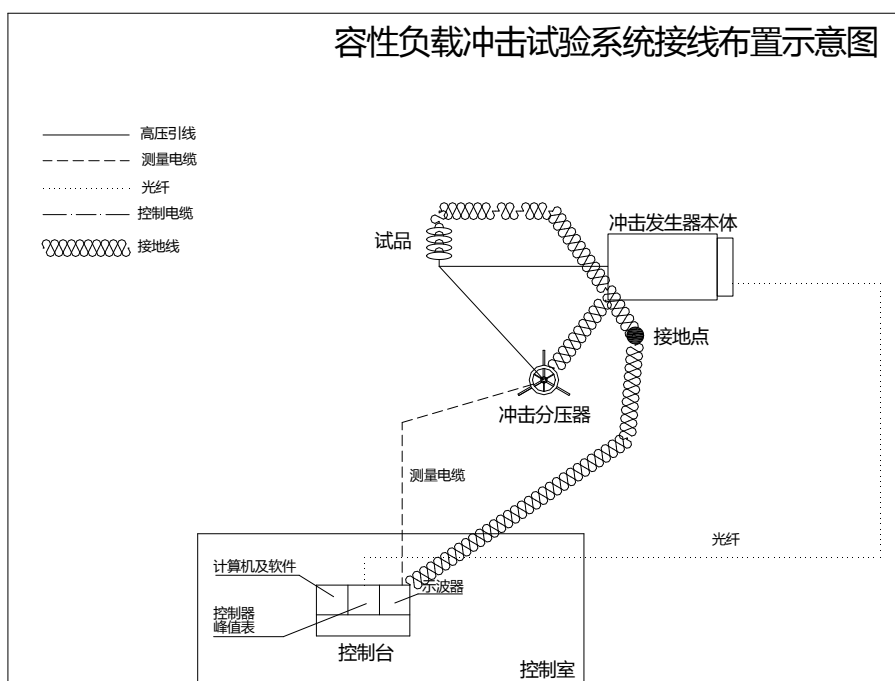 容性负载冲击试验系统接线布置示意图
高压引线
测量电缆
光纤
控制电缆
接地线
冲击发生器本体
试品
接地点
冲击分压器
测量电缆
光纤
计算机及软件
示波器
控制器
峰值表
控制台
控制室